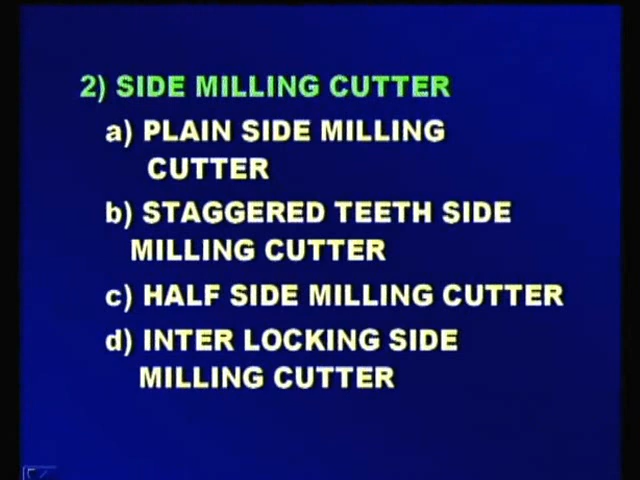 2) SIDE MILLING CUTTER
a) PLAIN SIDE MILLING
CUTTER
b) STAGGERED TEETH SIDE
MILLING CUTTER
c) HALF SIDE MILLING CUTTER
d) INTER LOCKING SIDE
MILLING CUTTER